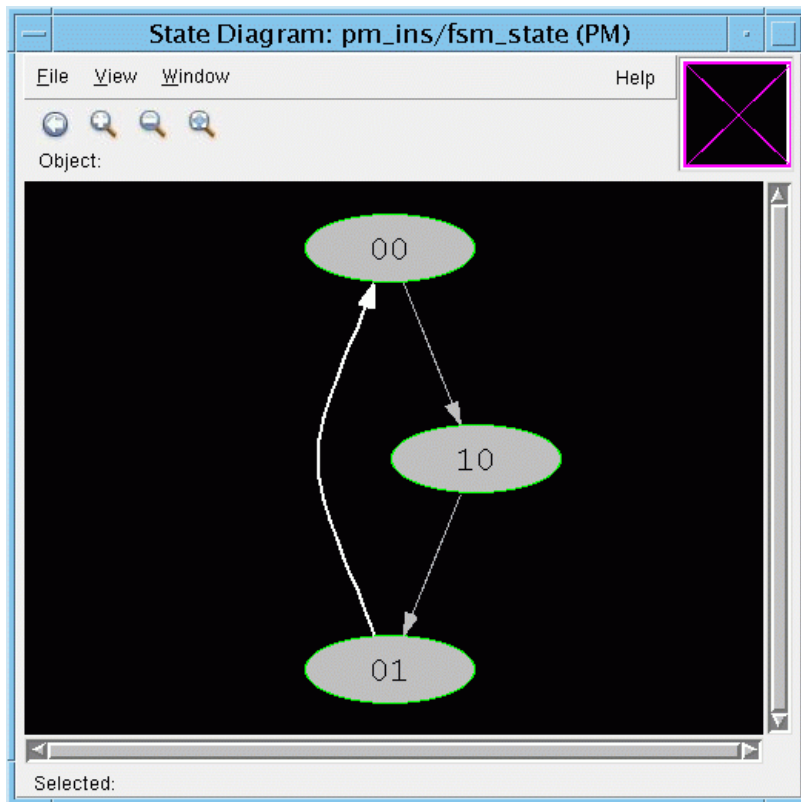 State Diagram: pm_ins/fsm_state (PM)
File View Window Help
Object:
00
10
01
Selected: